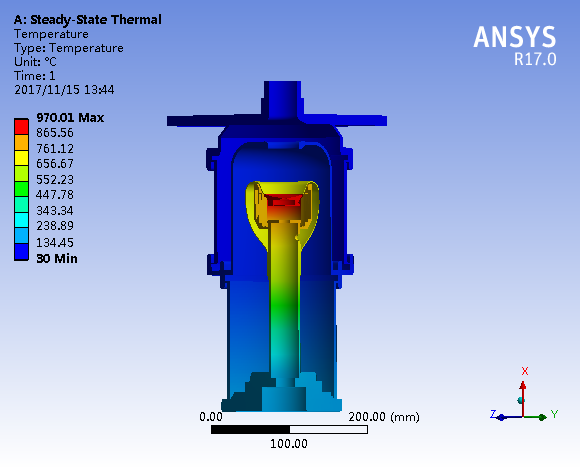 A: Steady-State Thermal
Temperature
Type: Temperature
Unit: °C
Time: 1
2017/11/15 13:44
ANSYS
R17.0
970.01 Max
865.56
761.12
656.67
552.23
447.78
343.34
238.89
134.45
30 Min
0.00
200.00 (mm)
100.00
X
Z
Y